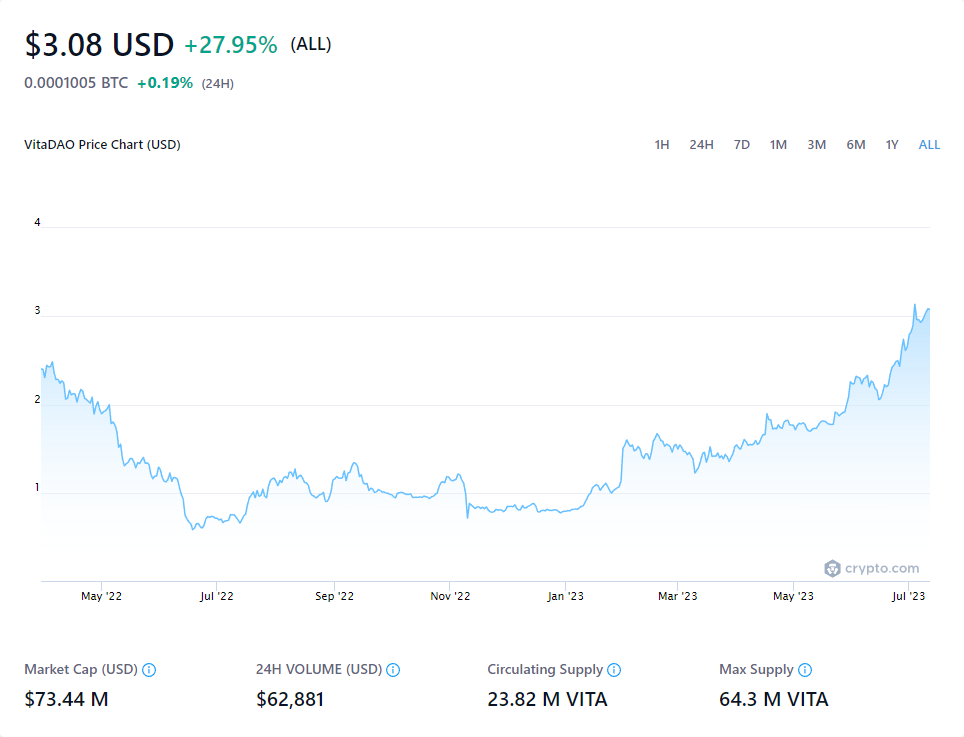 $3.08 USD +27.95% (ALL)
0.0001005 BTC +0.19% (24H)
VitaDAO Price Chart (USD) 1H 24H 7D 1M 3M 6M 1Y ALL
4
3
2
1
crypto.com
May '22 Jul '22 Sep '22 Nov '22 Jan '23 Mar '23 May '23 Jul '23
Market Cap (USD) 24H VOLUME (USD) Circulating Supply Max Supply
$73.44 M $62,881 23.82 M VITA 64.3 M VITA